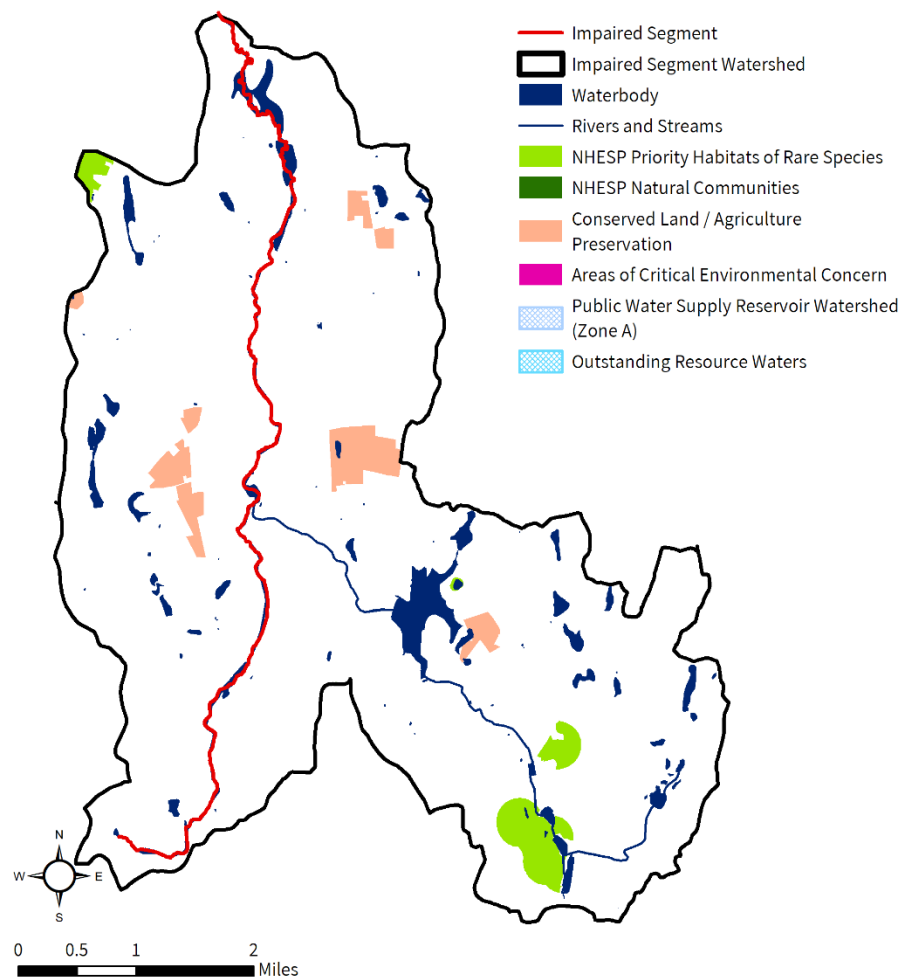 Impaired Segment
Impaired Segment Watershed
Waterbody
Rivers and Streams
NHESP Priority Habitats of Rare Species
NHESP Natural Communities
Conserved Land / Agriculture
Preservation
Areas of Critical Environmental Concern
Public Water Supply Reservoir Watershed
(Zone A)
Outstanding Resource Waters
N
W E
S
0 0.5 1 2
Miles